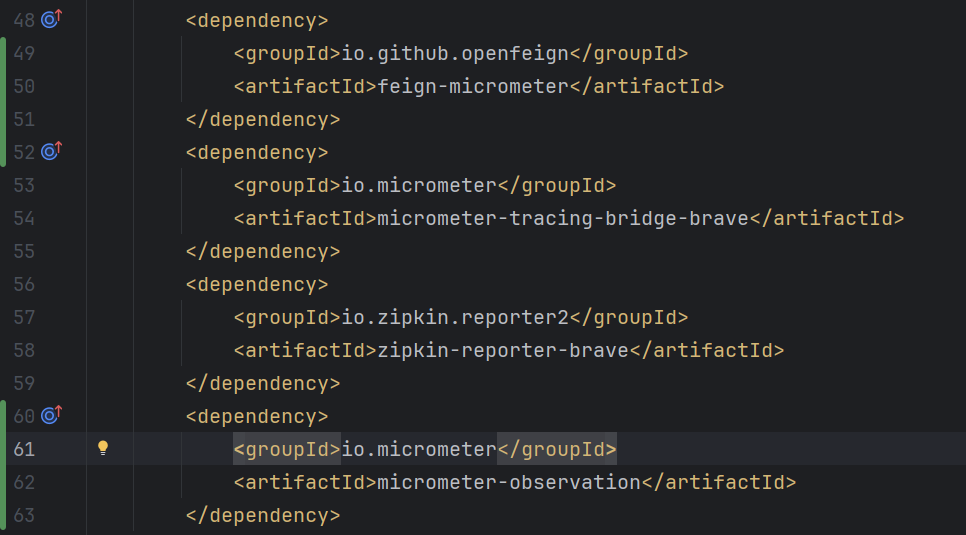 48 <dependency>
49 <groupId>io.github.openfeign</groupId>
50 <artifactId>feign-micrometer</artifactId>
51 </dependency>
52 <dependency>
53 <groupId>io.micrometer</groupId>
54 <artifactId>micrometer-tracing-bridge-brave</artifactId>
55 </dependency>
56 <dependency>
57 <groupId>io.zipkin.reporter2</groupId>
58 <artifactId>zipkin-reporter-brave</artifactId>
59 </dependency>
60 <dependency>
61 <groupId>io.micrometer</groupId>
62 <artifactId>micrometer-observation</artifactId>
63 </dependency>